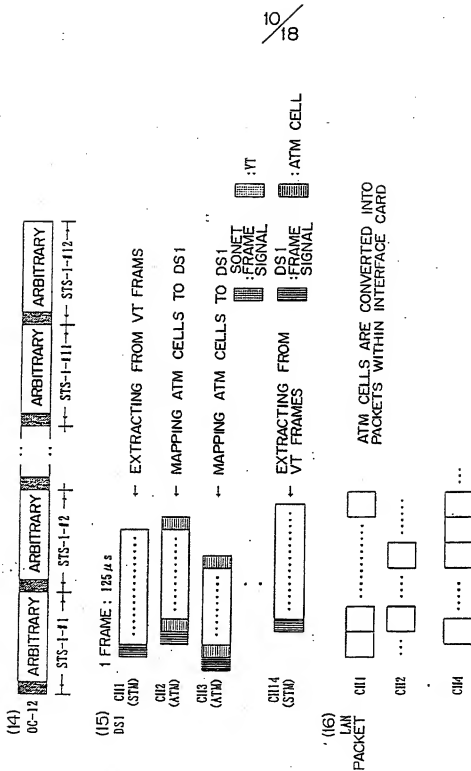 10/18
(14)
OC-12
ARBITRARY ARBITRARY ARBITRARY ARBITRARY
STS-1-#1 STS-1-#2 STS-1-#11 STS-1-#12
(15)
DS1
1 FRAME : 125μs
CH1
(STM)
← EXTRACTING FROM VT FRAMS
CH2
(ATM)
← MAPPING ATM CELLS TO DS1
CH3
(ATM)
← MAPPING ATM CELLS TO DS1
CH14
(STM)
← EXTRACTING FROM
VT FRAMES
SONET
:FRAME
SIGNAL
:VT
DS1
:FRAME
SIGNAL
:ATM CELL
(16)
LAN
PACKET
CH1
CH2
CH4
ATM CELLS ARE CONVERTED INTO
PACKETS WITHIN INTERFACE CARD